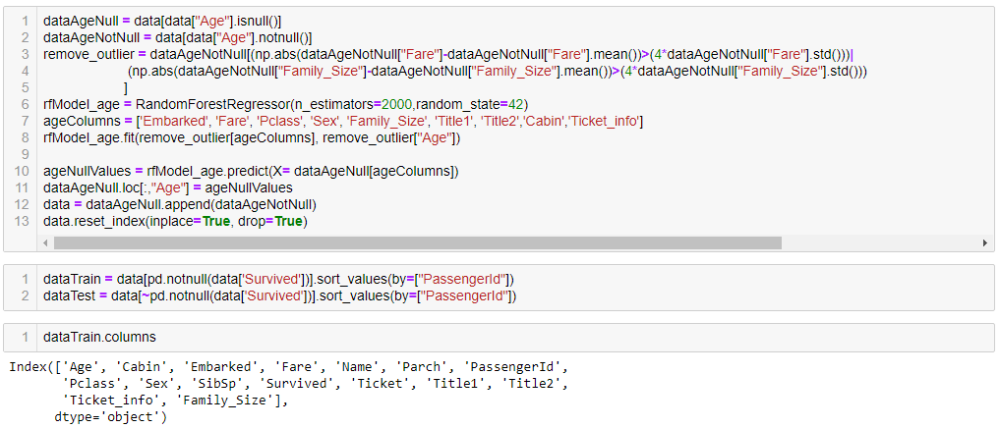 1 dataAgeNull = data[data["Age"].isnull()]
2 dataAgeNotNull = data[data["Age"].notnull()]
3 remove_outlier = dataAgeNotNull[(np.abs(dataAgeNotNull["Fare"]-dataAgeNotNull["Fare"].mean())>(4*dataAgeNotNull["Fare"].std()))|
4 (np.abs(dataAgeNotNull["Family_Size"]-dataAgeNotNull["Family_Size"].mean())>(4*dataAgeNotNull["Family_Size"].std()))
5 ]
6 rfModel_age = RandomForestRegressor(n_estimators=2000,random_state=42)
7 ageColumns = ['Embarked', 'Fare', 'Pclass', 'Sex', 'Family_Size', 'Title1', 'Title2','Cabin','Ticket_info']
8 rfModel_age.fit(remove_outlier[ageColumns], remove_outlier["Age"])
9
10 ageNullValues = rfModel_age.predict(X= dataAgeNull[ageColumns])
11 dataAgeNull.loc[:,"Age"] = ageNullValues
12 data = dataAgeNull.append(dataAgeNotNull)
13 data.reset_index(inplace=True, drop=True)
1 dataTrain = data[pd.notnull(data['Survived'])].sort_values(by=["PassengerId"])
2 dataTest = data[~pd.notnull(data['Survived'])].sort_values(by=["PassengerId"])
1 dataTrain.columns
Index(['Age', 'Cabin', 'Embarked', 'Fare', 'Name', 'Parch', 'PassengerId',
'Pclass', 'Sex', 'SibSp', 'Survived', 'Ticket', 'Title1', 'Title2',
'Ticket_info', 'Family_Size'],
dtype='object')